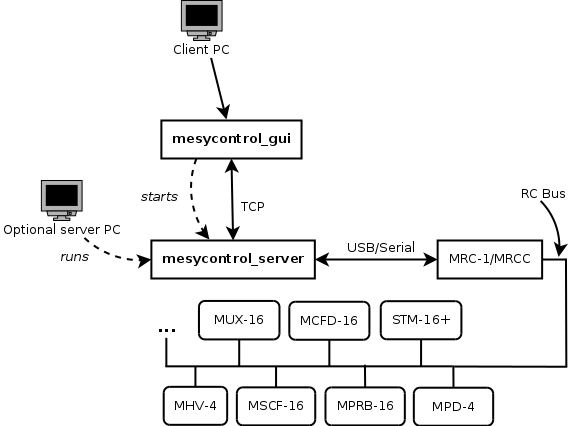 Client PC
mesycontrol_gui
starts
TCP
RC Bus
Optional server PC
runs
mesycontrol_server
USB/Serial
MRC-1/MRCC
...
MUX-16
MCFD-16
STM-16+
MHV-4
MSCF-16
MPRB-16
MPD-4